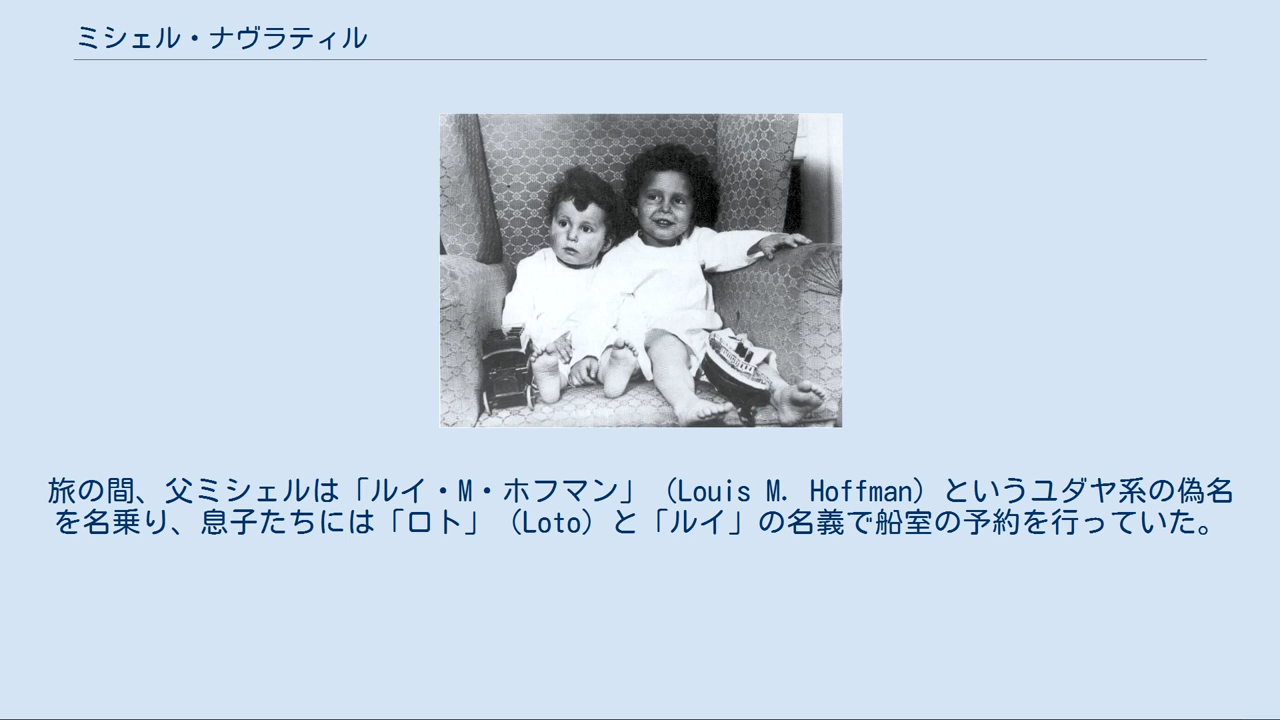 ミシェル・ナヴラティル
旅の間、父ミシェルは「ルイ・M・ホフマン」（Louis M. Hoffman）というユダヤ系の偽名
を名乗り、息子たちには「ロト」（Loto）と「ルイ」の名義で船室の予約を行っていた。